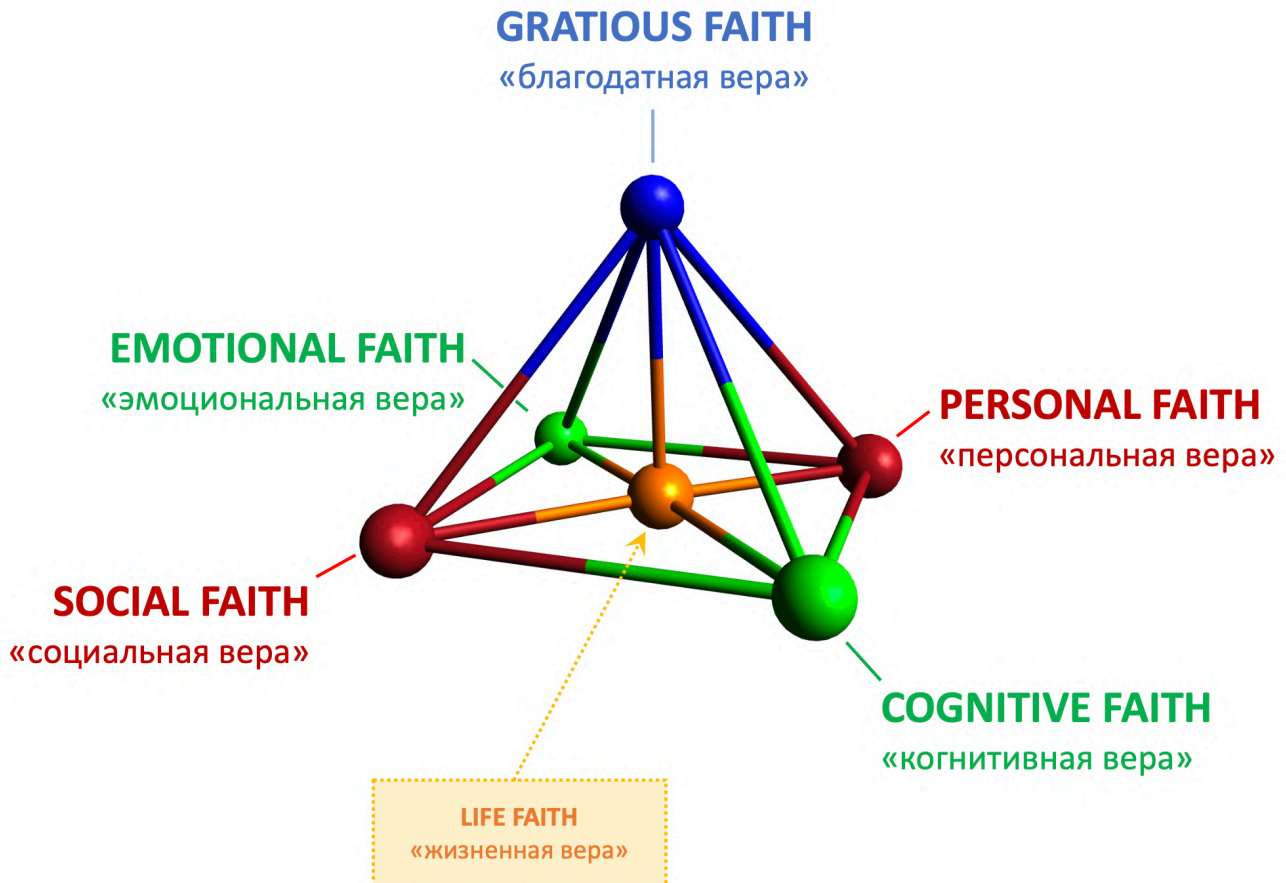 GRATIOUS FAITH
«благодатная вера»
EMOTIONAL FAITH
«эмоциональная вера»
PERSONAL FAITH
«персональная вера»
SOCIAL FAITH
«социальная вера»
COGNITIVE FAITH
«когнитивная вера»
LIFE FAITH
«жизненная вера»